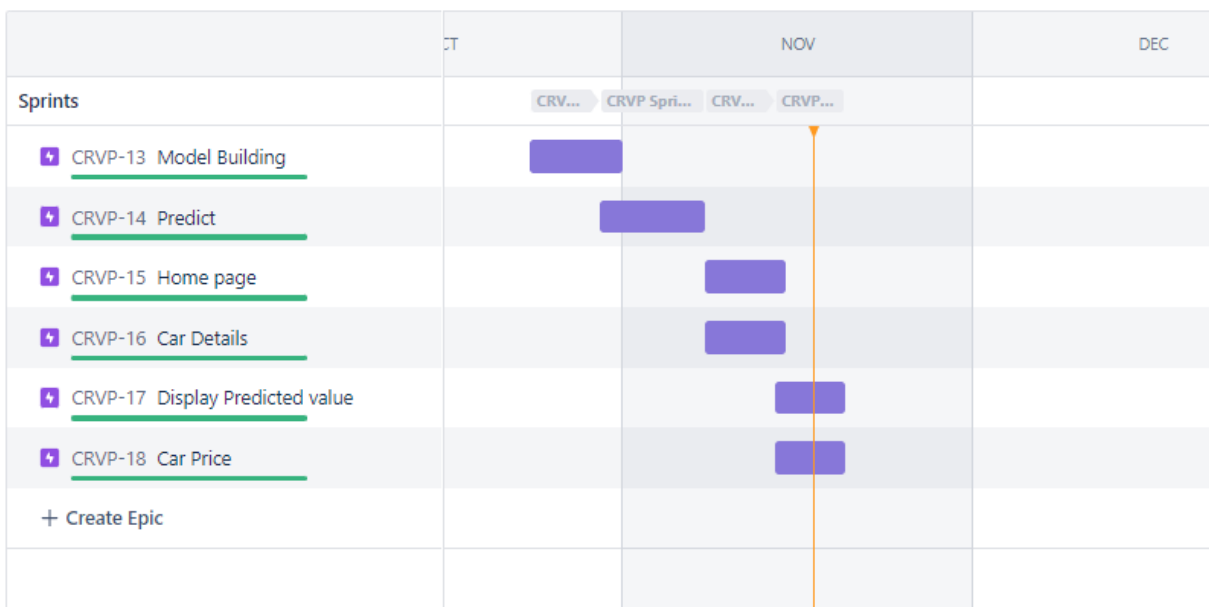 CT NOV DEC
Sprints CRV... CRVP Spri... CRV... CRVP...
CRVP-13 Model Building
CRVP-14 Predict
CRVP-15 Home page
CRVP-16 Car Details
CRVP-17 Display Predicted value
CRVP-18 Car Price
+ Create Epic